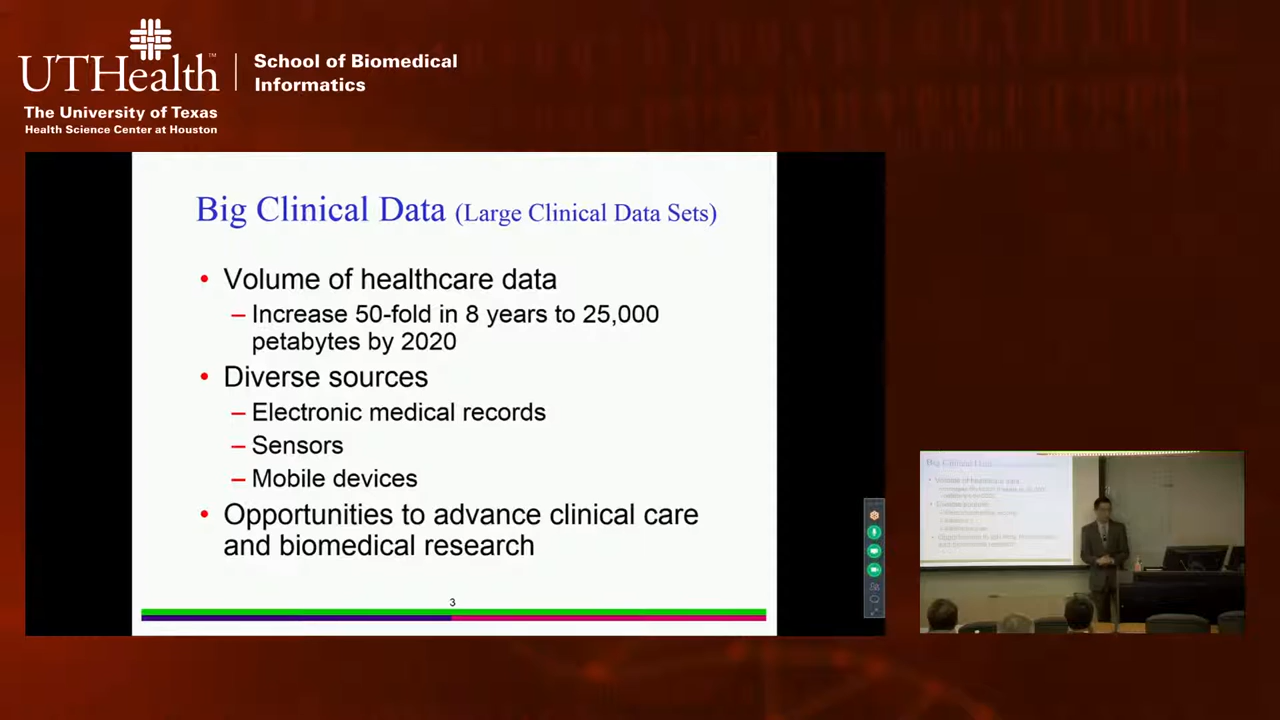 UTHealth™
School of Biomedical
Informatics
The University of Texas
Health Science Center at Houston
Big Clinical Data (Large Clinical Data Sets)
• Volume of healthcare data
– Increase 50-fold in 8 years to 25,000
petabytes by 2020
• Diverse sources
– Electronic medical records
– Sensors
– Mobile devices
• Opportunities to advance clinical care
and biomedical research
3